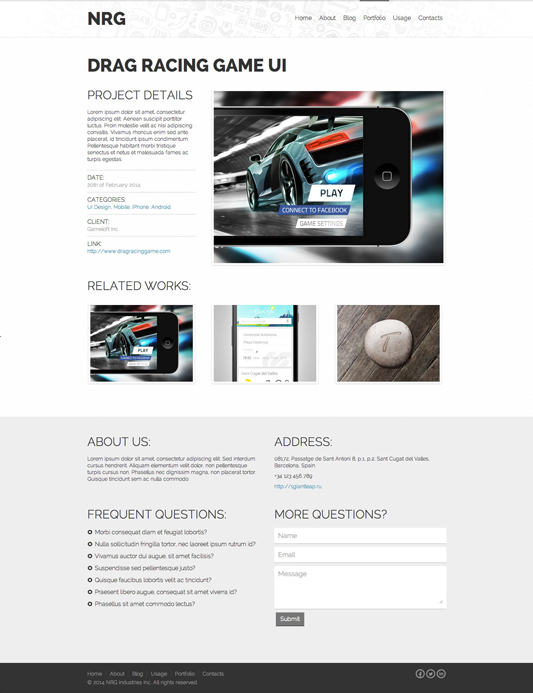 NRG
Home About Blog Portfolio Usage Contacts
DRAG RACING GAME UI
PROJECT DETAILS
Lorem ipsum dolor sit amet, consectetur
adipiscing elit. Aenean suscipit porttitor
luctus. Proin molestie velit ac nisi adipiscing
convallis. Vivamus rhoncus enim sed ante
placerat, id tincidunt ipsum condimentum.
Pellentesque habitant morbi tristique
senectus et netus et malesuada fames ac
turpis egestas.
DATE:
20th of February 2014
CATEGORIES:
UI Design, Mobile, iPhone, Android
CLIENT:
Gameloft Inc.
LINK:
http://www.dragracinggame.com
PLAY
CONNECT TO FACEBOOK
GAME SETTINGS
RELATED WORKS:
PLAY
CONNECT TO FACEBOOK
GAME SETTINGS
Sant Cugat del Valles
T
ABOUT US:
Lorem ipsum dolor sit amet, consectetur adipiscing elit. Sed interdum
cursus hendrerit. Aliquam elementum velit dolor, non pellentesque
turpis cursus non. Phasellus nec dignissim magna, non placerat tortor.
Quisque tincidunt sem ac nulla commodo
ADDRESS:
08172, Passatge de Sant Antoni 8, p.1, p.2, Sant Cugat del Valles,
Barcelona, Spain
+34 123 456 789
FREQUENT QUESTIONS:
Morbi consequat diam et feugiat lobortis?
Nulla sollicitudin fringilla tortor, nec laoreet ipsum rutrum id?
Vivamus auctor dui augue, sit amet facilisis?
Suspendisse sed pellentesque justo?
Quisque faucibus lobortis velit ac tincidunt?
Praesent libero augue, consequat sit amet viverra id?
Phasellus sit amet commodo lectus?
MORE QUESTIONS?
Name
Email
Message
Submit
Home About Blog Usage Portfolio Contacts
© 2014 NRG Industries Inc. All rights reserved.